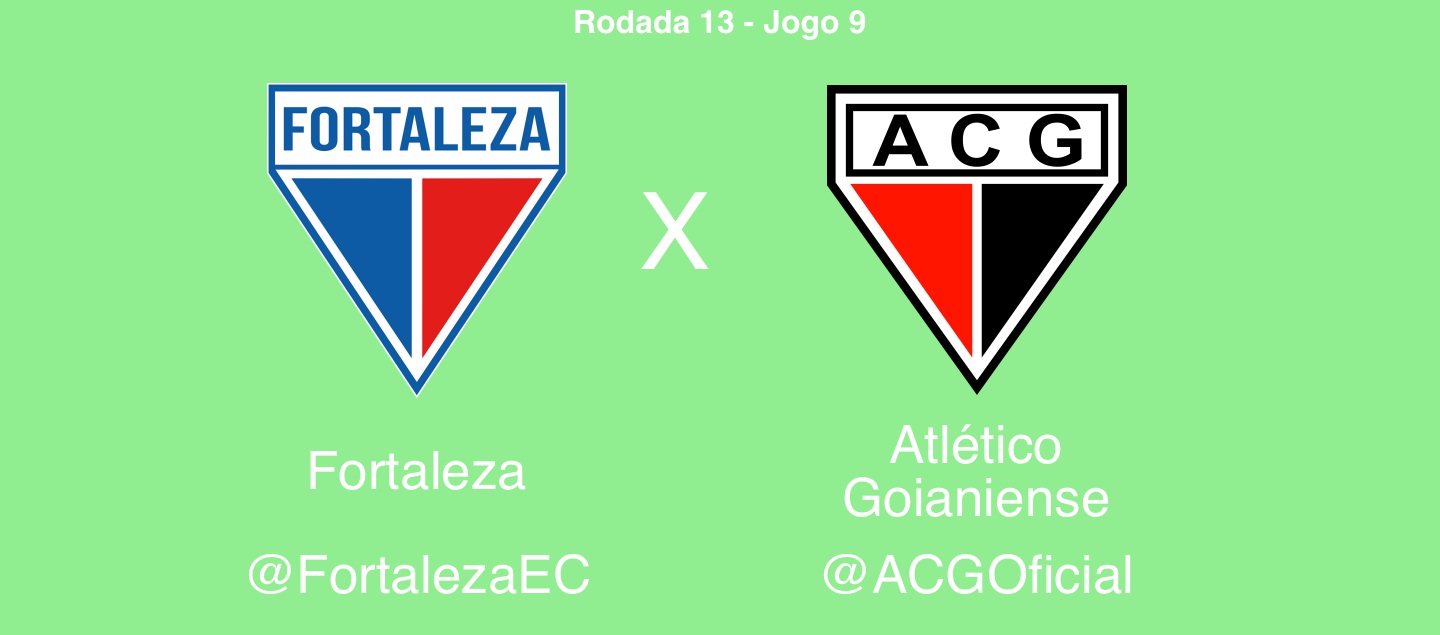 Rodada 13 - Jogo 9
FORTALEZA
A C G
X
Fortaleza
Atlético
Goianiense
@FortalezaEC
@ACGOficial